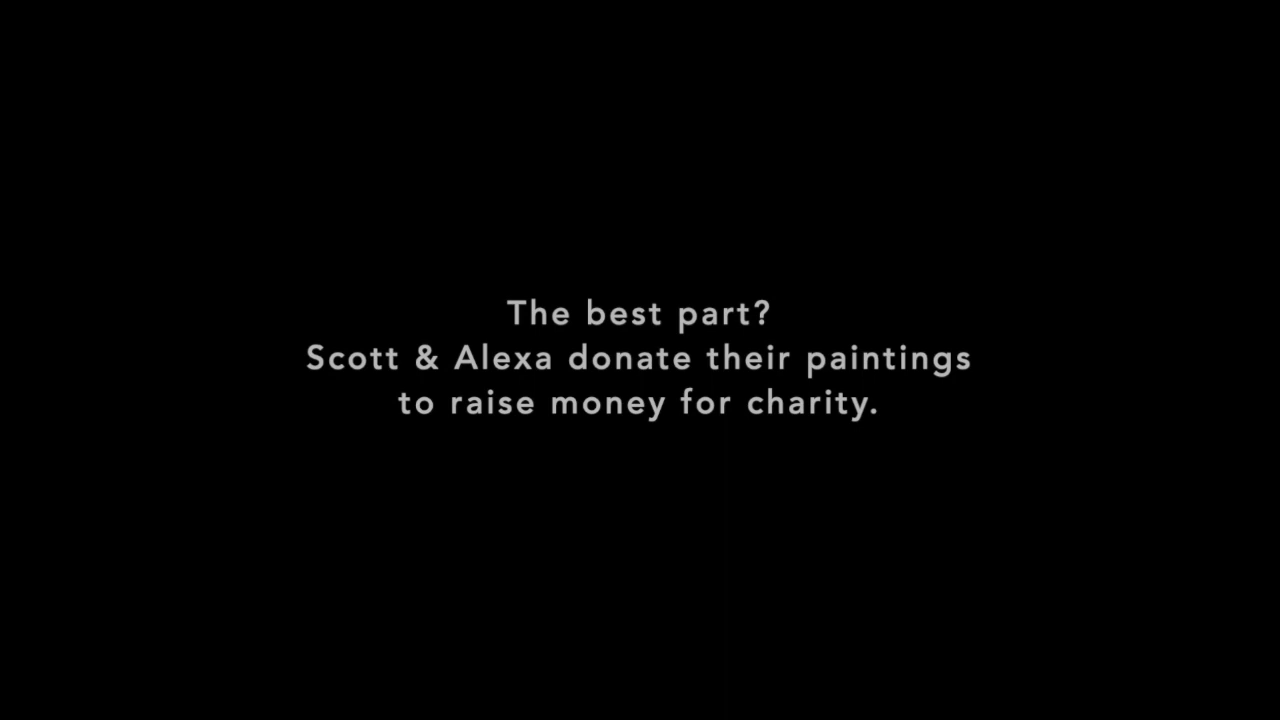 The best part?
Scott & Alexa donate their paintings
to raise money for charity.